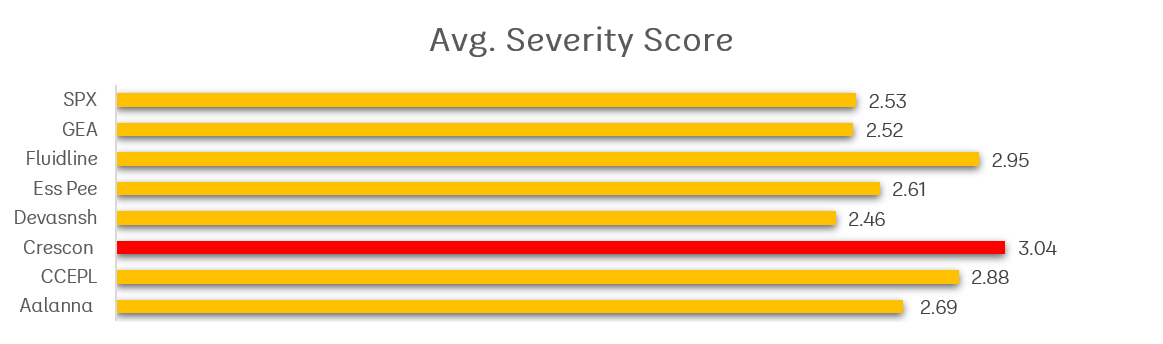 Avg. Severity Score
SPX 2.53
GEA 2.52
Fluidline 2.95
Ess Pee 2.61
Devasnsh 2.46
Crescon 3.04
CCEPL 2.88
Aalanna 2.69